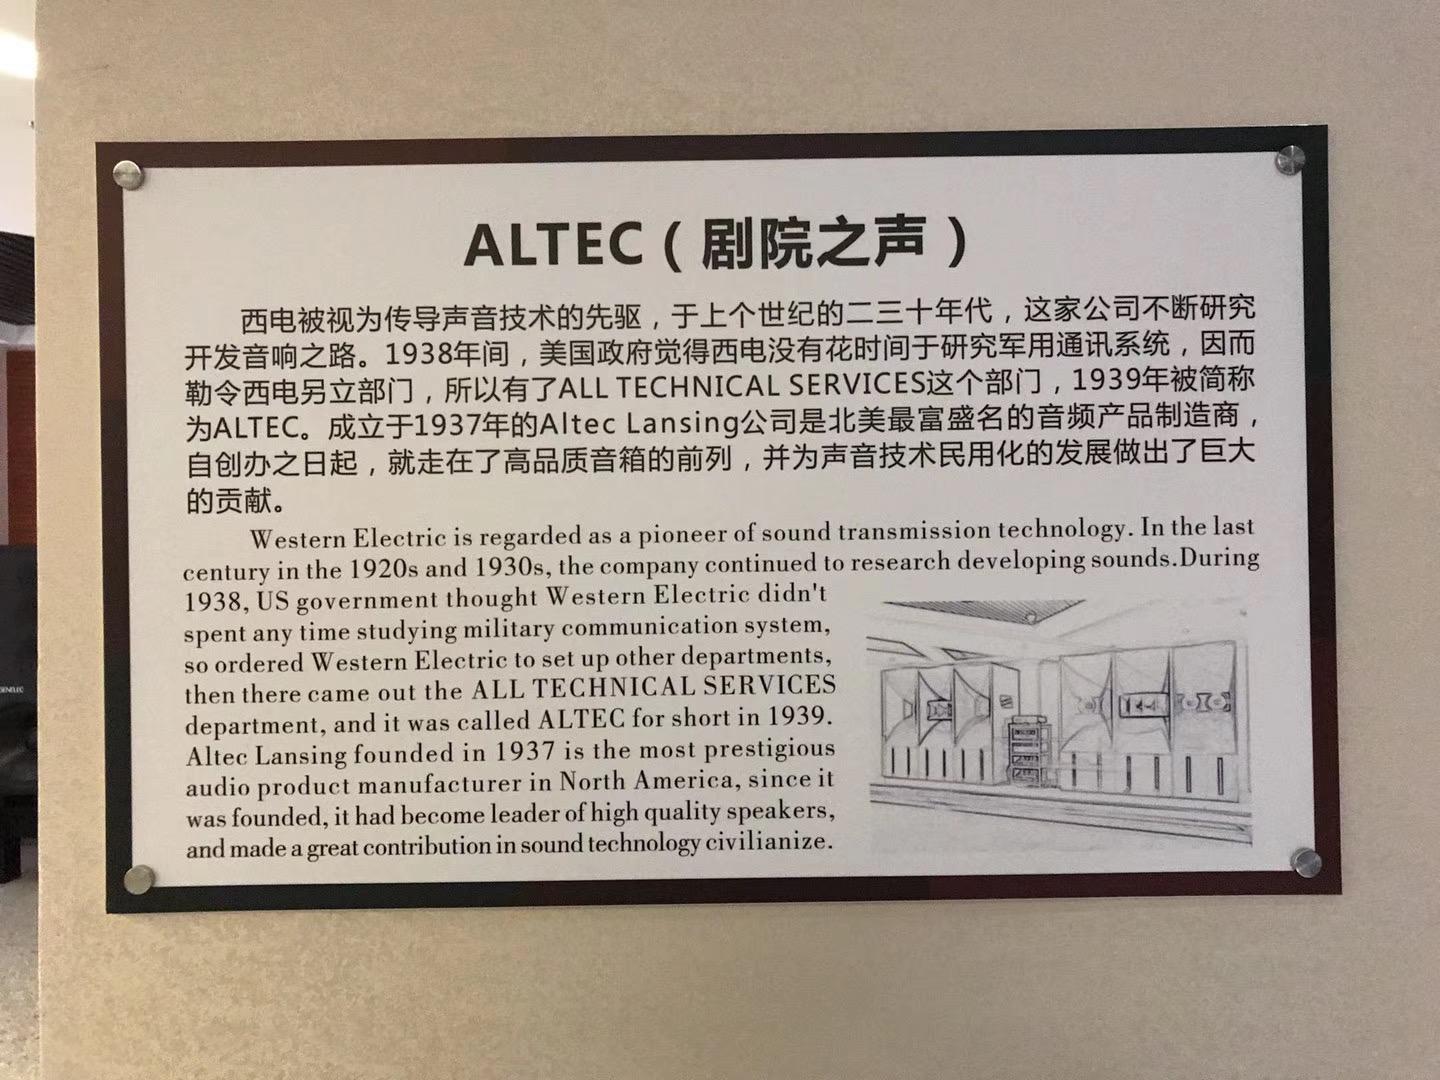 ALTEC（剧院之声）
西电被视为传导声音技术的先驱，于上个世纪的二三十年代，这家公司不断研究
开发音响之路。1938年间，美国政府觉得西电没有花时间于研究军用通讯系统，因而
勒令西电另立部门，所以有了ALL TECHNICAL SERVICES这个部门，1939年被简称
为ALTEC。成立于1937年的Altec Lansing公司是北美最富盛名的音频产品制造商，
自创办之日起，就走在了高品质音箱的前列，并为声音技术民用化的发展做出了巨大
的贡献。
Western Electric is regarded as a pioneer of sound transmission technology. In the last
century in the 1920s and 1930s, the company continued to research developing sounds.During
1938, US government thought Western Electric didn't
spent any time studying military communication system,
so ordered Western Electric to set up other departments,
then there came out the ALL TECHNICAL SERVICES
department, and it was called ALTEC for short in 1939.
Altec Lansing founded in 1937 is the most prestigious
audio product manufacturer in North America, since it
was founded, it had become leader of high quality speakers,
and made a great contribution in sound technology civilianize.
GENELEC